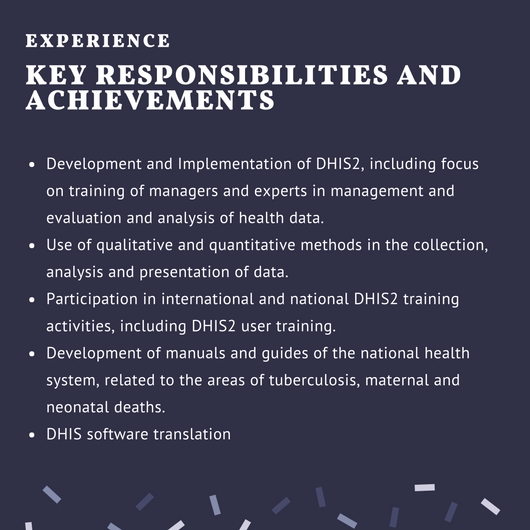 EXPERIENCE
KEY RESPONSIBILITIES AND
ACHIEVEMENTS
• Development and Implementation of DHIS2, including focus
on training of managers and experts in management and
evaluation and analysis of health data.
• Use of qualitative and quantitative methods in the collection,
analysis and presentation of data.
• Participation in international and national DHIS2 training
activities, including DHIS2 user training.
• Development of manuals and guides of the national health
system, related to the areas of tuberculosis, maternal and
neonatal deaths.
• DHIS software translation